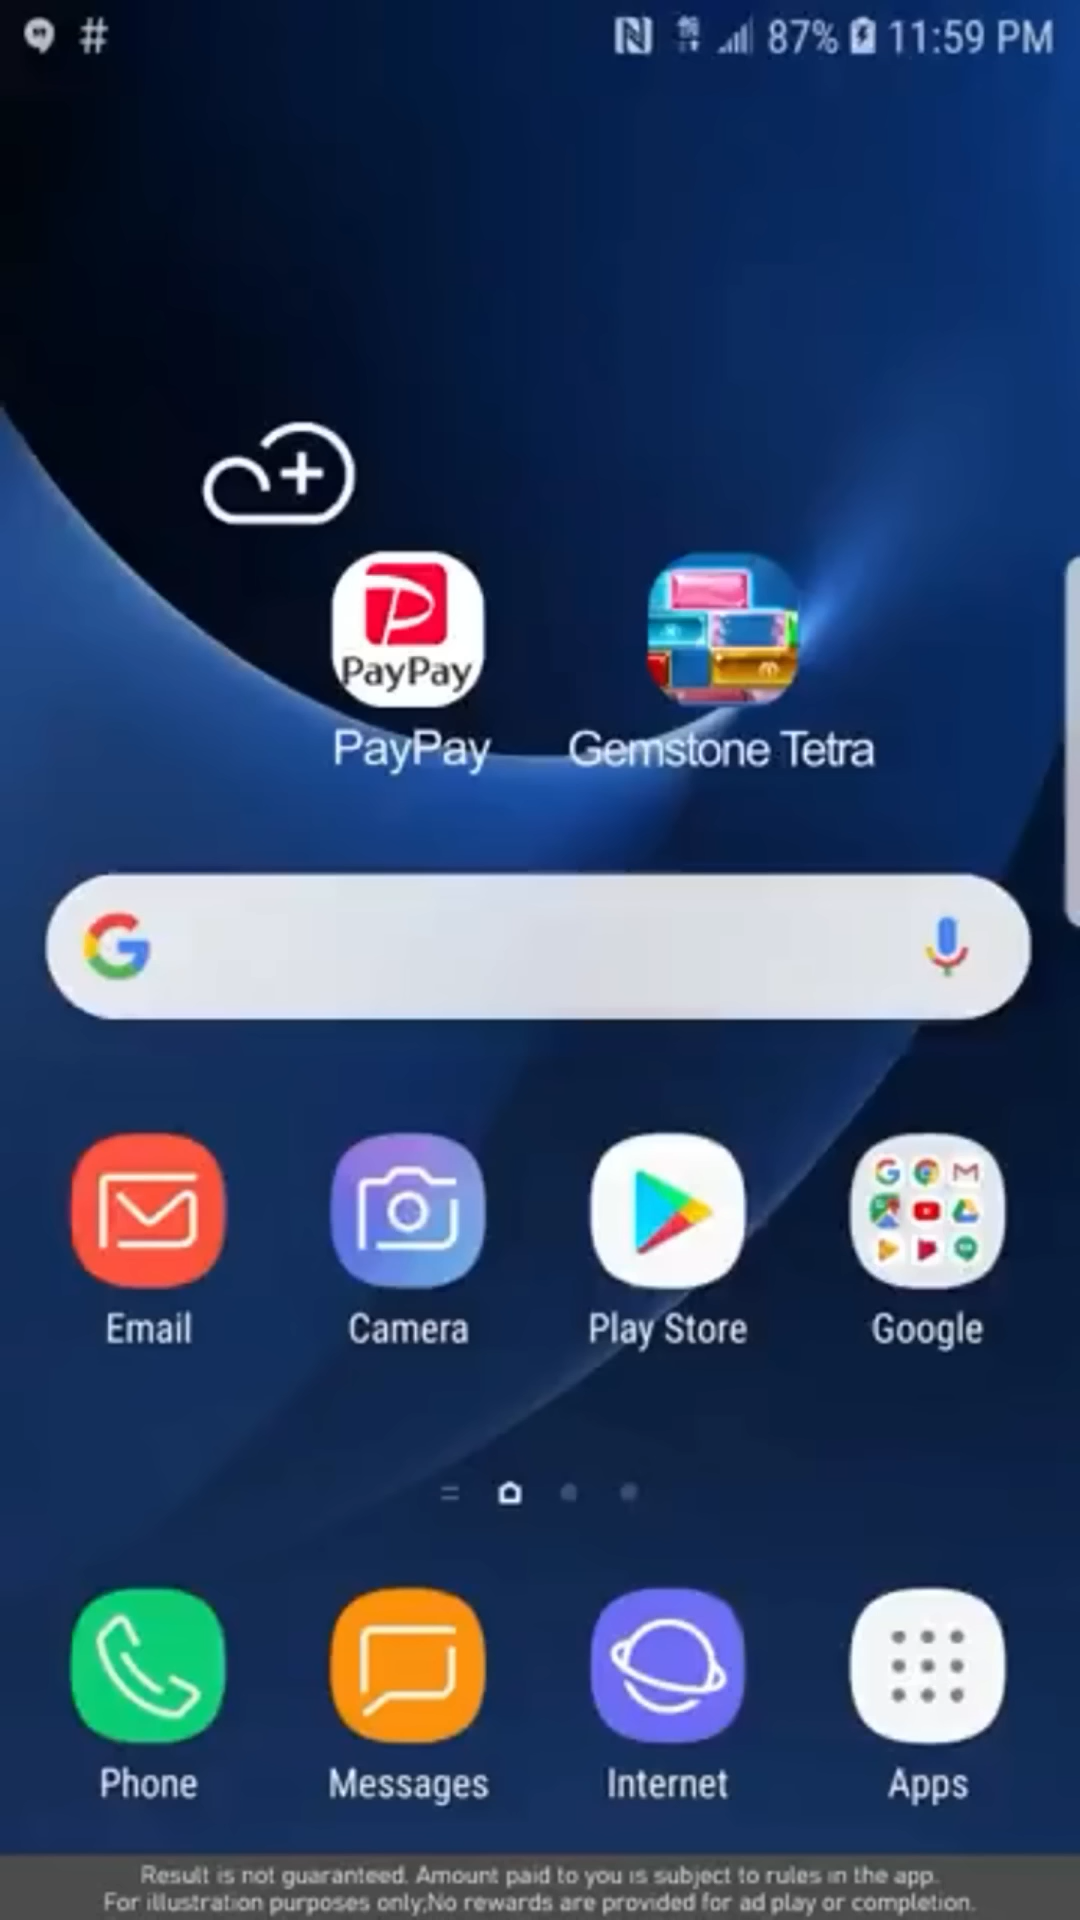 # 87% 11:59 PM
PayPay
PayPay Gemstone Tetra
Email Camera Play Store Google
Phone Messages Internet Apps
Result is not guaranteed. Amount paid to you is subject to rules in the app.
For illustration purposes only;No rewards are provided for ad play or completion.